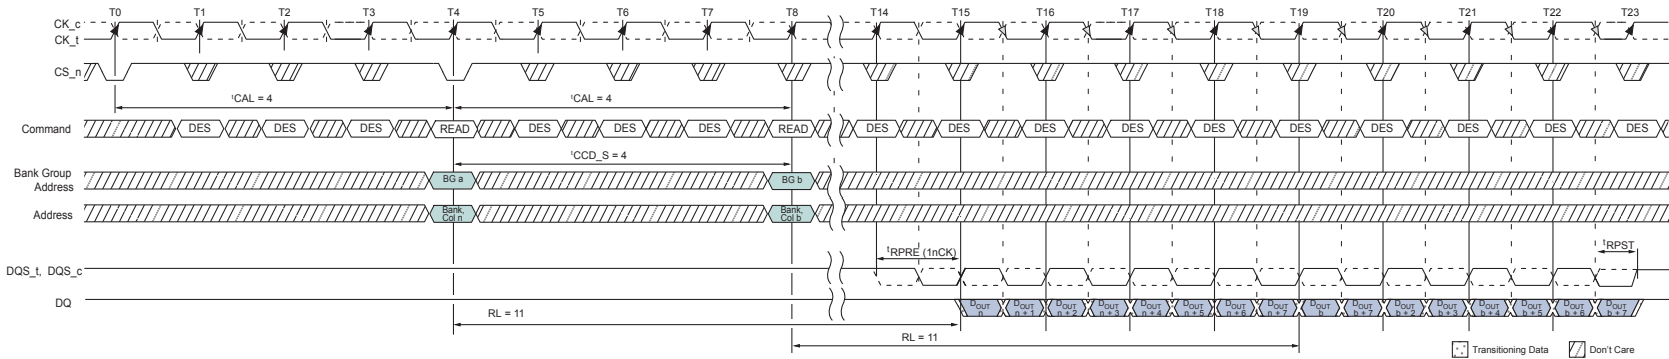 T0 T1 T2 T3 T4 T5 T6 T7 T8 T14 T15 T16 T17 T18 T19 T20 T21 T22 T23
CK_c
CK_t
CS_n
tCAL = 4 tCAL = 4
Command DES DES DES READ DES DES DES READ DES DES DES DES DES DES DES DES DES DES
tCCD_S = 4
Bank Group
Address
BG a BG b
Address
Bank, Bank,
Col n Col b
tRPRE (1nCK) tRPST
DQS_t, DQS_c
DQ
DOUT DOUT DOUT DOUT DOUT DOUT DOUT DOUT DOUT DOUT DOUT DOUT DOUT DOUT DOUT DOUT
n n + 1 n + 2 n + 3 n + 4 n + 5 n + 6 n + 7 b b + 7 b + 2 b + 3 b + 4 b + 5 b + 6 b + 7
RL = 11
RL = 11
Transitioning Data Don't Care